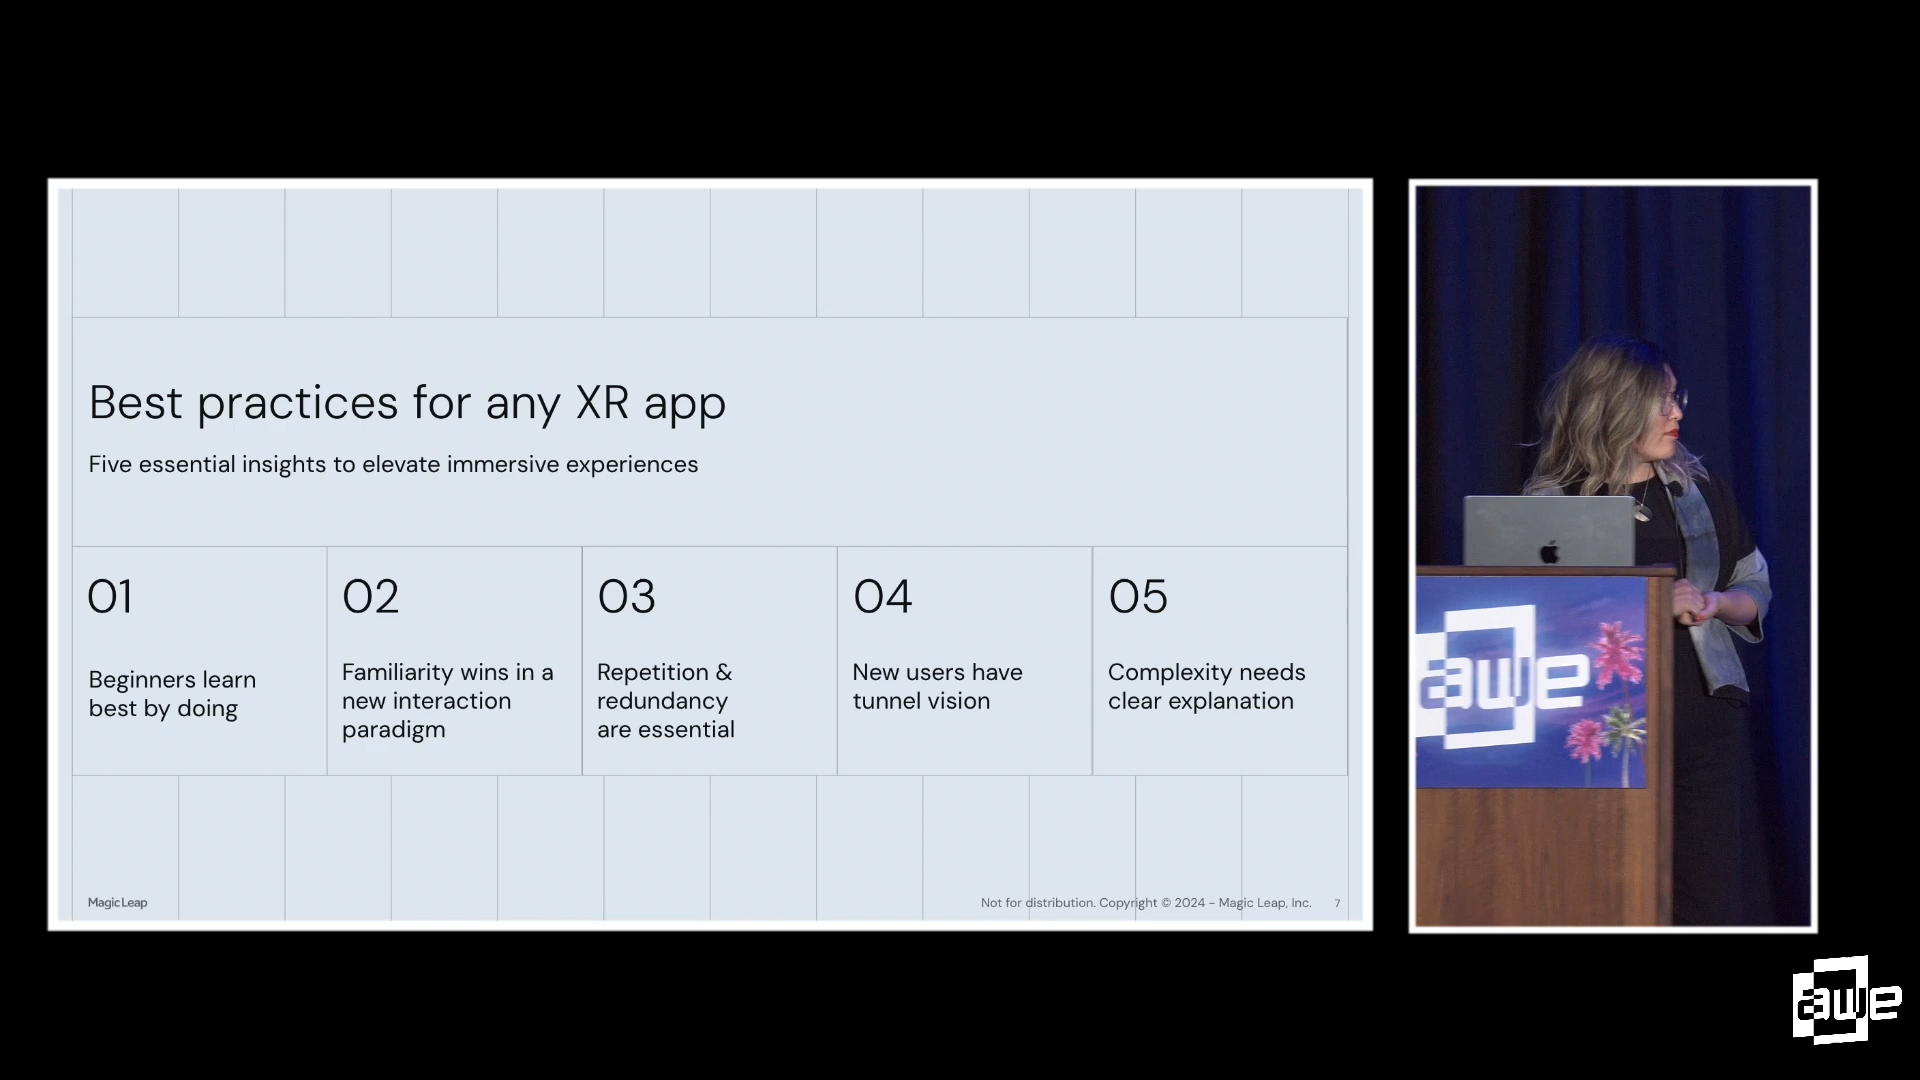 Best practices for any XR app
Five essential insights to elevate immersive experiences
01
Beginners learn
best by doing
02
Familiarity wins in a
new interaction
paradigm
03
Repetition &
redundancy
are essential
04
New users have
tunnel vision
05
Complexity needs
clear explanation
Magic Leap
Not for distribution. Copyright © 2024 - Magic Leap, Inc.
7
awe
awe